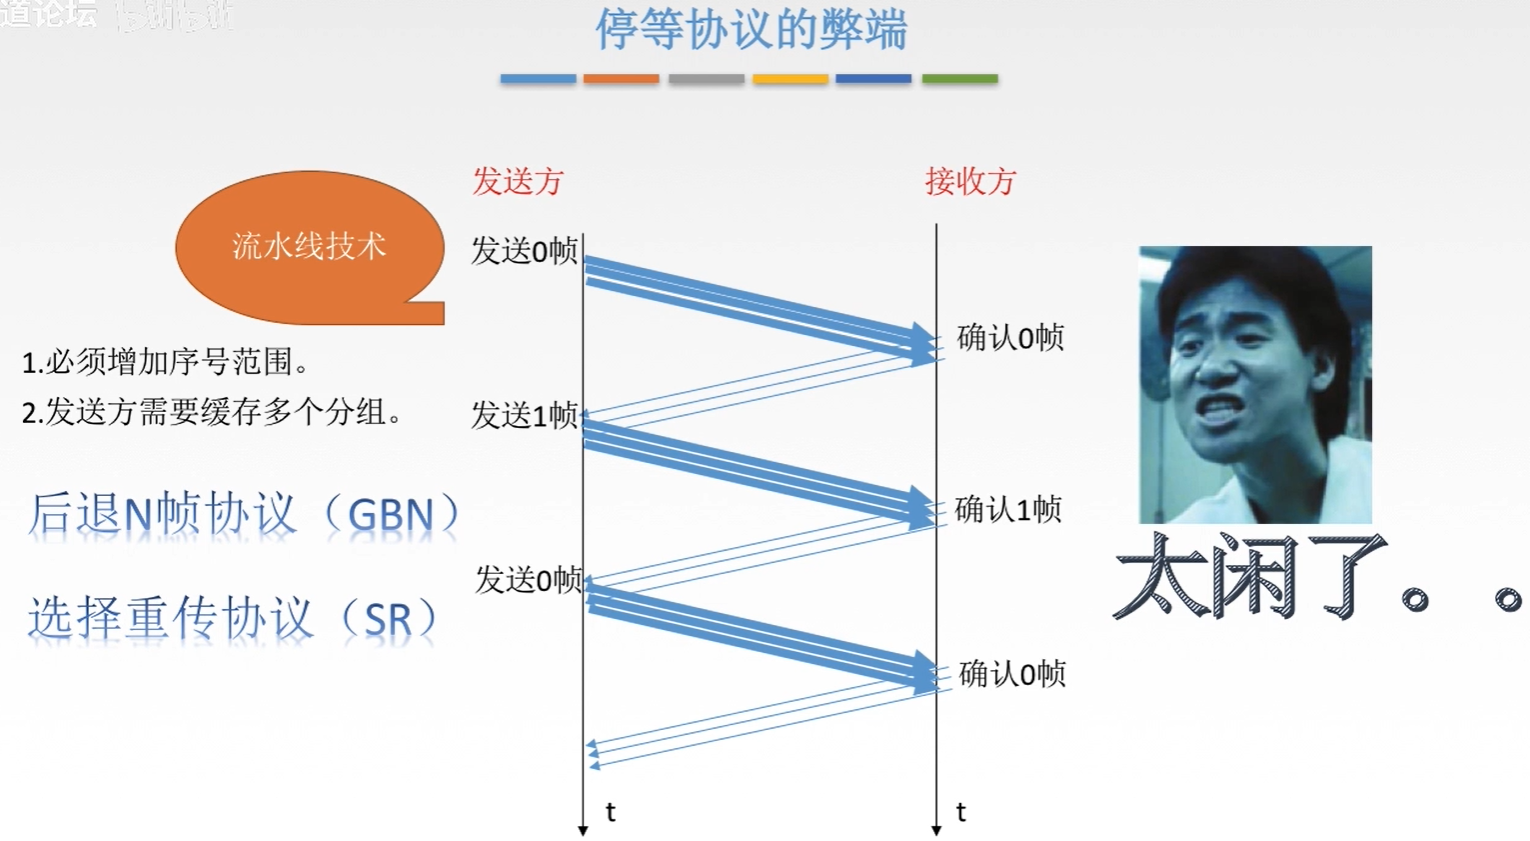 道论坛 bilibili
停等协议的弊端
发送方
接收方
流水线技术
发送0帧
确认0帧
1.必须增加序号范围。
2.发送方需要缓存多个分组。
发送1帧
后退N帧协议（GBN）
确认1帧
太闲了。。
发送0帧
选择重传协议（SR）
确认0帧
t
t